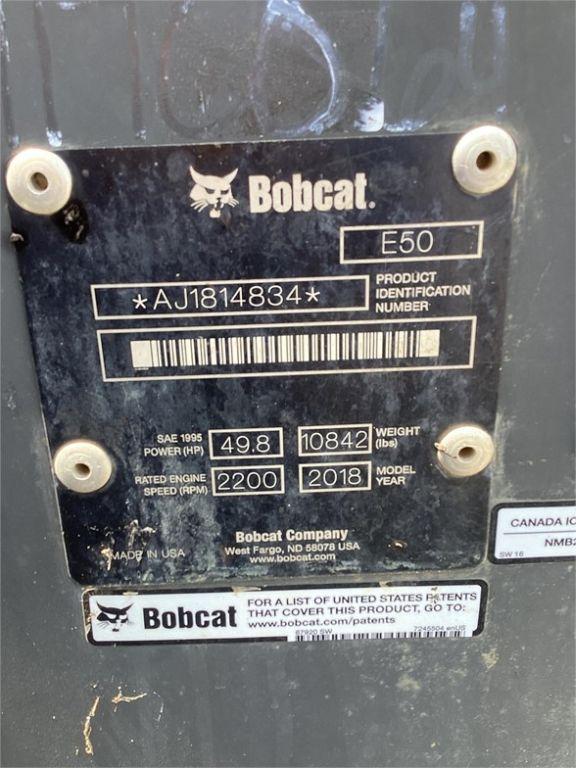 Bobcat.
E50
*AJ1814834*
PRODUCT
IDENTIFICATION
NUMBER
SAE 1995
POWER (HP)
49.8
10842
WEIGHT
(lbs)
RATED ENGINE
SPEED (RPM)
2200
2018
MODEL
YEAR
Bobcat Company
West Fargo, ND 58078 USA
www.bobcat.com
MADE IN USA
CANADA IC
NMB2
SW 16
Bobcat
FOR A LIST OF UNITED STATES PATENTS
THAT COVER THIS PRODUCT, GO TO:
www.bobcat.com/patents
87920 SW
7245504 enUS